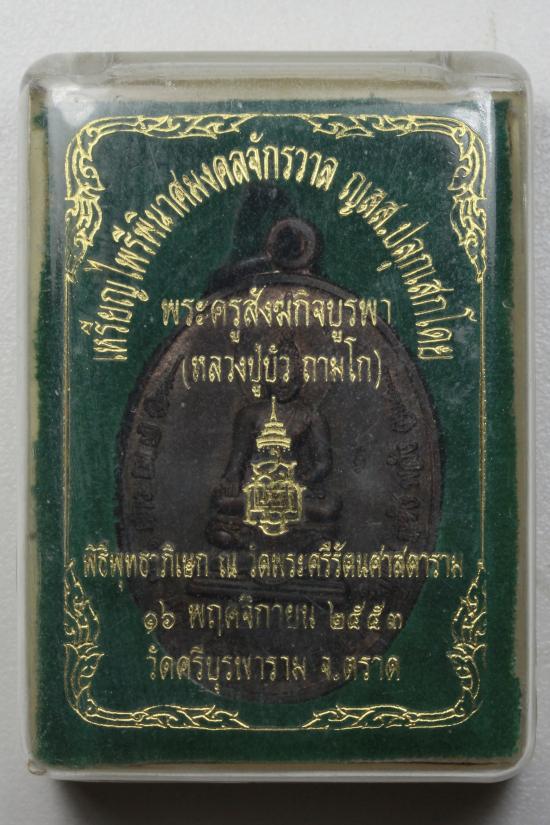 เหรียญไพรีพินาศมงคลจักรวาล ญสส.ปลุกเสกโดย
พระครูสังฆกิจบูรพา
(หลวงปู่บัว ถามโก)
พิธีพุทธาภิเษก ณ วัดพระศรีรัตนศาสดาราม
๑๖ พฤศจิกายน ๒๕๕๓
วัดศรีบุรพาราม จ.ตราด